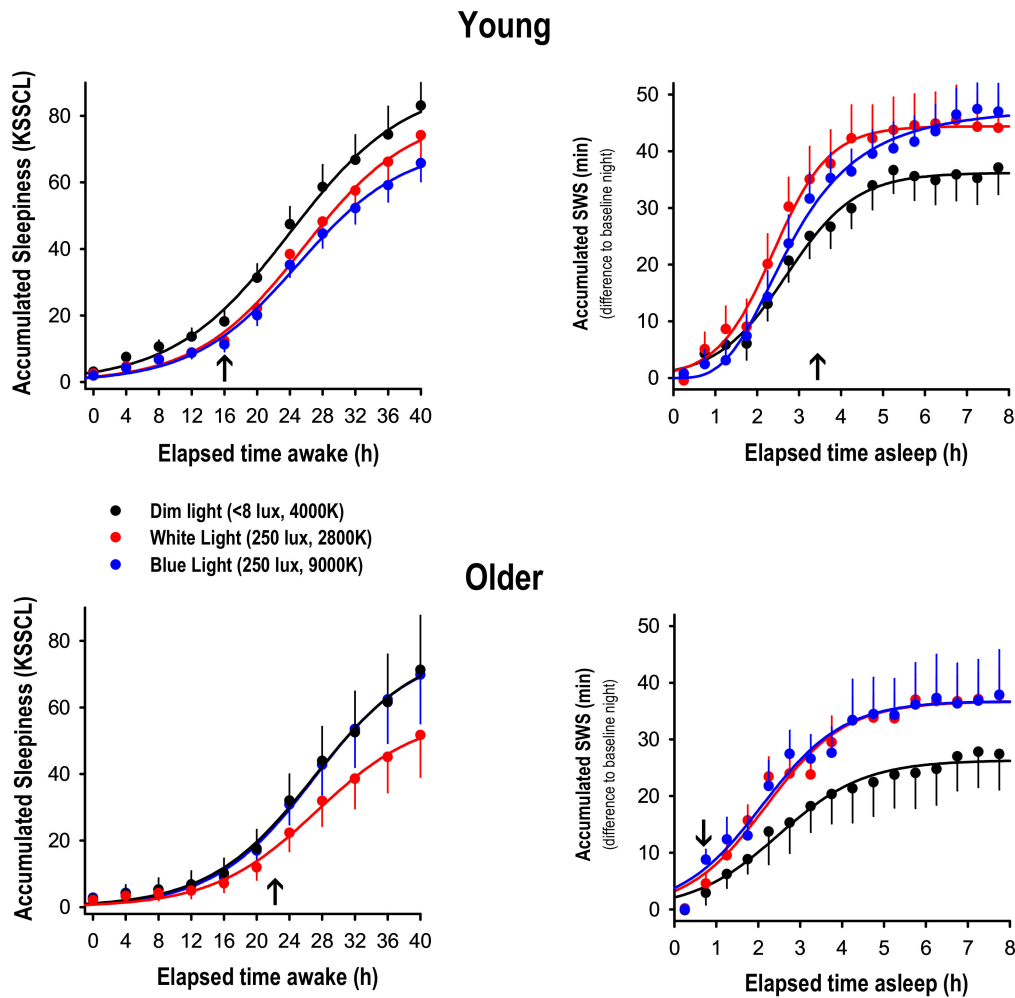 Young
Accumulated Sleepiness (KSSCL)
80
60
40
20
0
0 4 8 12 16 20 24 28 32 36 40
Elapsed time awake (h)
Accumulated SWS (min)
(difference to baseline night)
50
40
30
20
10
0
0 1 2 3 4 5 6 7 8
Elapsed time asleep (h)
Dim light (<8 lux, 4000K)
White Light (250 lux, 2800K)
Blue Light (250 lux, 9000K)
Older
Accumulated Sleepiness (KSSCL)
80
60
40
20
0
0 4 8 12 16 20 24 28 32 36 40
Elapsed time awake (h)
Accumulated SWS (min)
(difference to baseline night)
50
40
30
20
10
0
0 1 2 3 4 5 6 7 8
Elapsed time asleep (h)